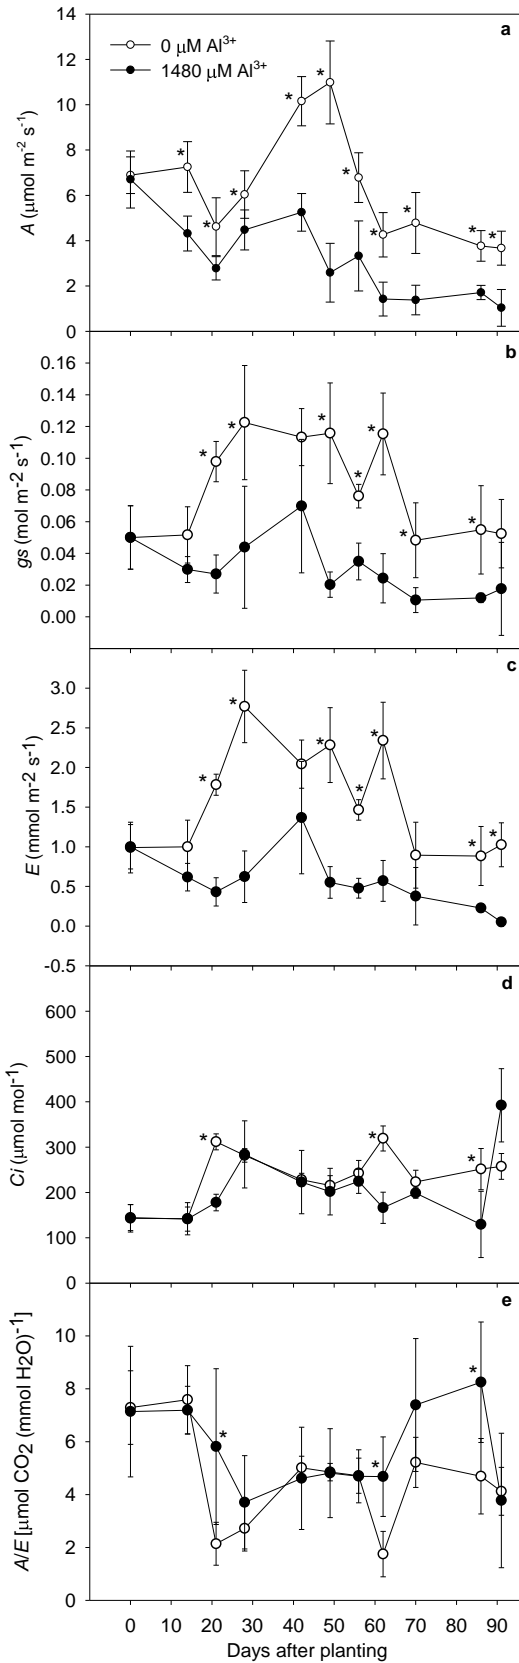 a
0 μM Al³⁺
1480 μM Al³⁺
A (μmol m⁻² s⁻¹)
14
12
10
8
6
4
2
0
* * * * * * * * * *
b
gs (mol m⁻² s⁻¹)
0.16
0.14
0.12
0.10
0.08
0.06
0.04
0.02
0.00
* * * * * * *
c
E (mmol m⁻² s⁻¹)
3.0
2.5
2.0
1.5
1.0
0.5
0.0
-0.5
* * * * * * *
d
Ci (μmol mol⁻¹)
600
500
400
300
200
100
0
* * *
e
A/E [μmol CO₂ (mmol H2O)⁻¹]
10
8
6
4
2
0
* * *
0 10 20 30 40 50 60 70 80 90
Days after planting